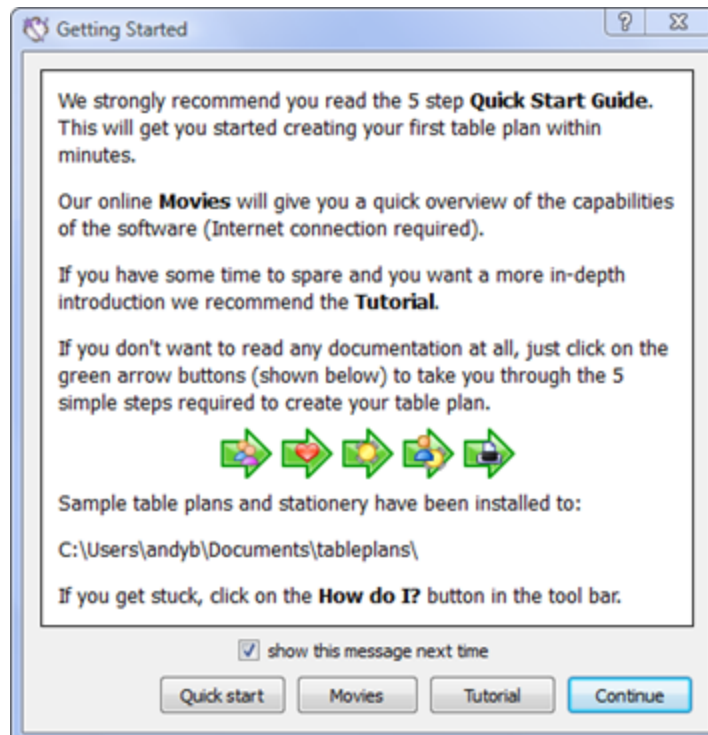 Getting Started
We strongly recommend you read the 5 step Quick Start Guide.
This will get you started creating your first table plan within
minutes.
Our online Movies will give you a quick overview of the capabilities
of the software (Internet connection required).
If you have some time to spare and you want a more in-depth
introduction we recommend the Tutorial.
If you don't want to read any documentation at all, just click on the
green arrow buttons (shown below) to take you through the 5
simple steps required to create your table plan.
Sample table plans and stationery have been installed to:
C:\Users\andyb\Documents\tableplans\
If you get stuck, click on the How do I? button in the tool bar.
show this message next time
Quick start Movies Tutorial Continue